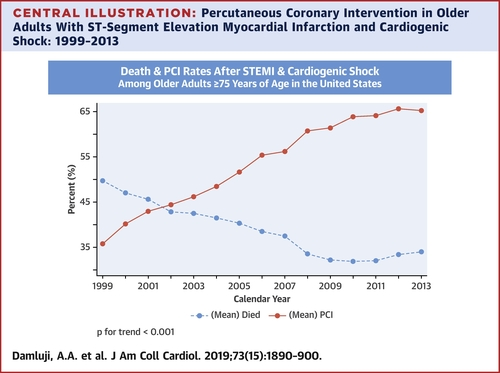 CENTRAL ILLUSTRATION: Percutaneous Coronary Intervention in Older
Adults With ST-Segment Elevation Myocardial Infarction and Cardiogenic
Shock: 1999-2013
Death & PCI Rates After STEMI & Cardiogenic Shock
Among Older Adults ≥75 Years of Age in the United States
65
55
45
35
Percent (%)
1999 2001 2003 2005 2007 2009 2011 2013
Calendar Year
(Mean) Died (Mean) PCI
p for trend < 0.001
Damluji, A.A. et al. J Am Coll Cardiol. 2019;73(15):1890-900.